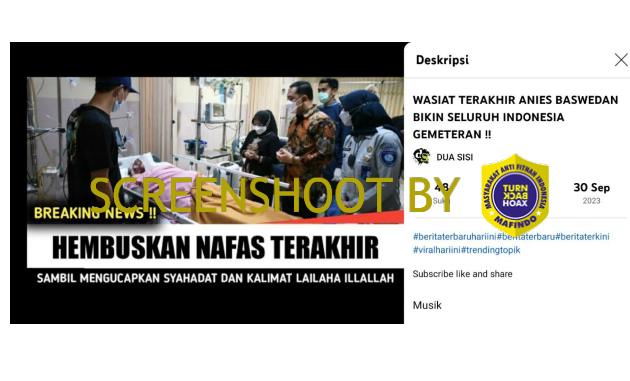 BREAKING NEWS !!
HEMBUSKAN NAFAS TERAKHIR
SAMBIL MENGUCAPKAN SYAHADAT DAN KALIMAT LAILAHA ILLALLAH
SCREENSHOOT BY
Deskripsi
WASIAT TERAKHIR ANIES BASWEDAN
BIKIN SELURUH INDONESIA
GEMETERAN !!
DUA SISI
48
Suka
30 Sep
2023
MASYARAKAT ANTI FITNAH INDONESIA
TURN
BACK
HOAX
MAFINDO
#beritaterbaruhariini#beritaterbaru#beritaterkini
#viralhariini#trendingtopik
Subscribe like and share
Musik